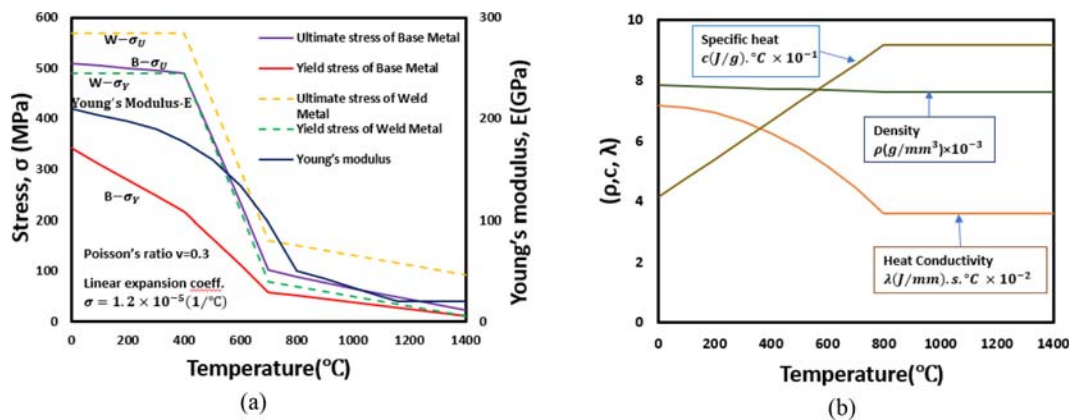 600
500
400
300
200
100
0
Stress, σ (MPa)
W−σ_U
B−σ_U
W−σ_Y
Young's Modulus-E
B−σ_Y
Poisson's ratio v=0.3
Linear expansion coeff.
σ = 1.2 × 10⁻⁵(1/°C)
Ultimate stress of Base Metal
Yield stress of Base Metal
Ultimate stress of Weld
Metal
Yield stress of Weld Metal
Young's modulus
300
200
100
0
Young's modulus, E(GPa)
0 200 400 600 800 1000 1200 1400
Temperature(°C)
(a)
10
8
6
4
2
0
(ρ,c, λ)
Specific heat
c(J/g).°C × 10⁻¹
Density
ρ(g/mm³)×10⁻³
Heat Conductivity
λ(J/mm).s.°C × 10⁻²
0 200 400 600 800 1000 1200 1400
Temperature(°C)
(b)